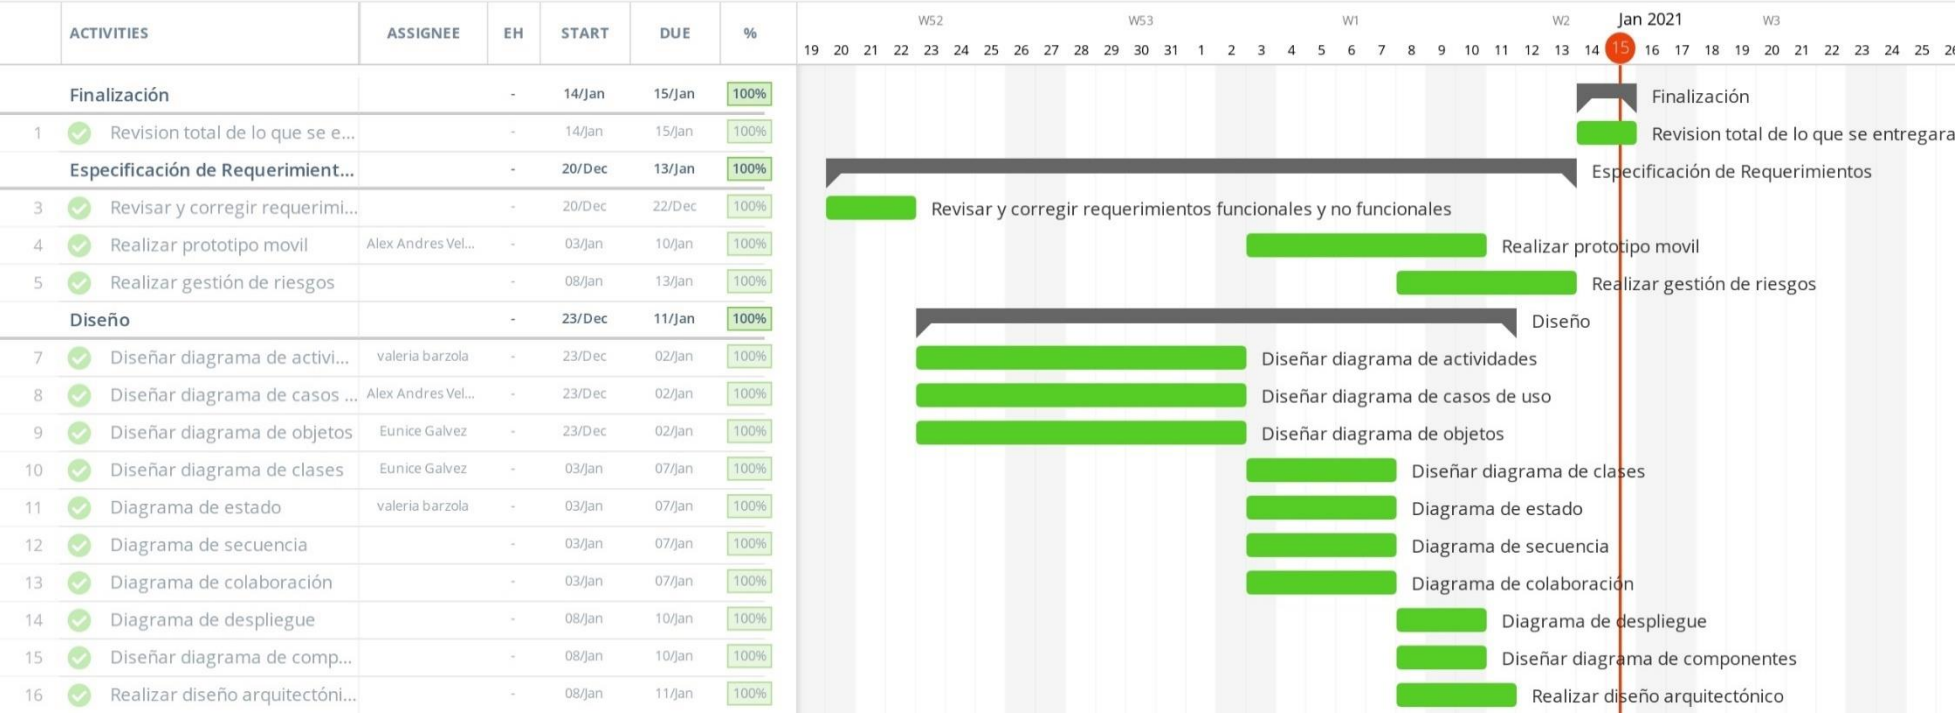 W52 W53 W1 W2 Jan 2021 W3
ACTIVITIES ASSIGNEE EH START DUE %
19 20 21 22 23 24 25 26 27 28 29 30 31 1 2 3 4 5 6 7 8 9 10 11 12 13 14 15 16 17 18 19 20 21 22 23 24 25 26
Finalización - 14/Jan 15/Jan 100% Finalización
1 Revision total de lo que se e... - 14/Jan 15/Jan 100% Revision total de lo que se entregara
Especificación de Requerimient... - 20/Dec 13/Jan 100% Especificación de Requerimientos
3 Revisar y corregir requerimi... - 20/Dec 22/Dec 100% Revisar y corregir requerimientos funcionales y no funcionales
4 Realizar prototipo movil Alex Andres Vel... - 03/Jan 10/Jan 100% Realizar prototipo movil
5 Realizar gestión de riesgos - 08/Jan 13/Jan 100% Realizar gestión de riesgos
Diseño - 23/Dec 11/Jan 100% Diseño
7 Diseñar diagrama de activi... valeria barzola - 23/Dec 02/Jan 100% Diseñar diagrama de actividades
8 Diseñar diagrama de casos ... Alex Andres Vel... - 23/Dec 02/Jan 100% Diseñar diagrama de casos de uso
9 Diseñar diagrama de objetos Eunice Galvez - 23/Dec 02/Jan 100% Diseñar diagrama de objetos
10 Diseñar diagrama de clases Eunice Galvez - 03/Jan 07/Jan 100% Diseñar diagrama de clases
11 Diagrama de estado valeria barzola - 03/Jan 07/Jan 100% Diagrama de estado
12 Diagrama de secuencia - 03/Jan 07/Jan 100% Diagrama de secuencia
13 Diagrama de colaboración - 03/Jan 07/Jan 100% Diagrama de colaboración
14 Diagrama de despliegue - 08/Jan 10/Jan 100% Diagrama de despliegue
15 Diseñar diagrama de comp... - 08/Jan 10/Jan 100% Diseñar diagrama de componentes
16 Realizar diseño arquitectóni... - 08/Jan 11/Jan 100% Realizar diseño arquitectónico